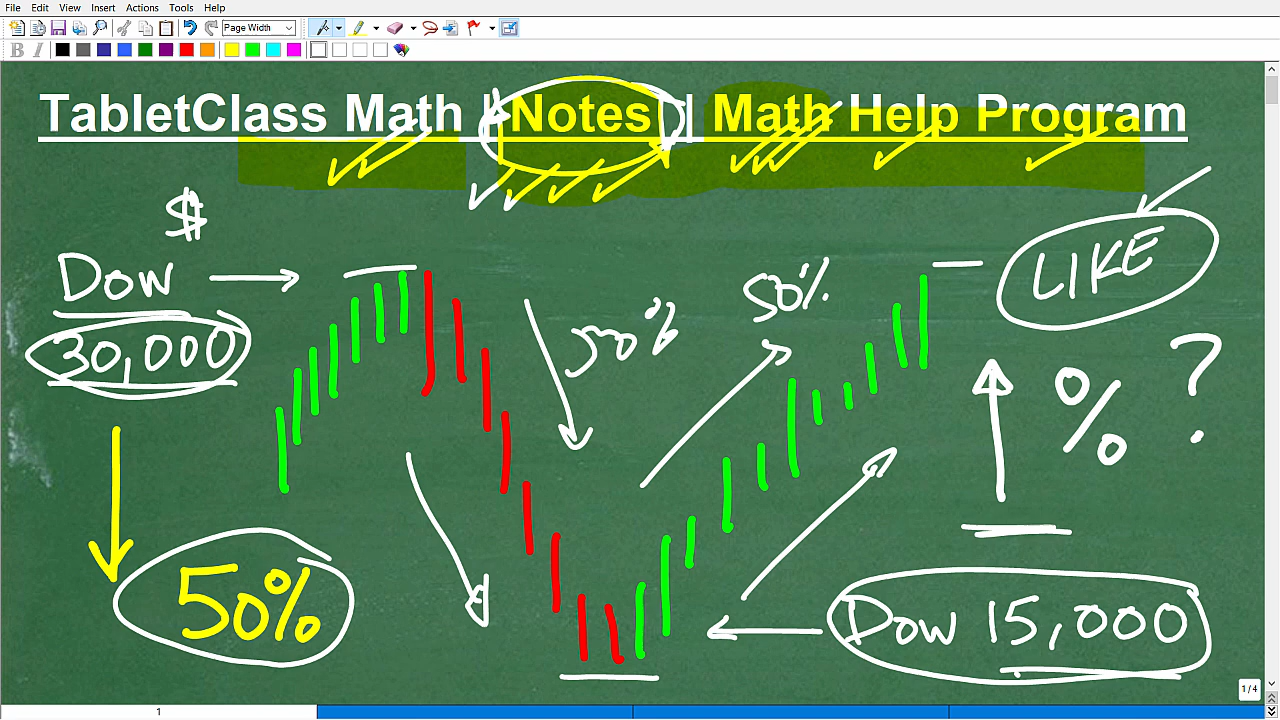 File Edit View Insert Actions Tools Help
Page Width
B I
TabletClass Math | Notes | Math Help Program
$
Dow
30,000
50%
50%
50%
LIKE
% ?
Dow 15,000
1/4
1